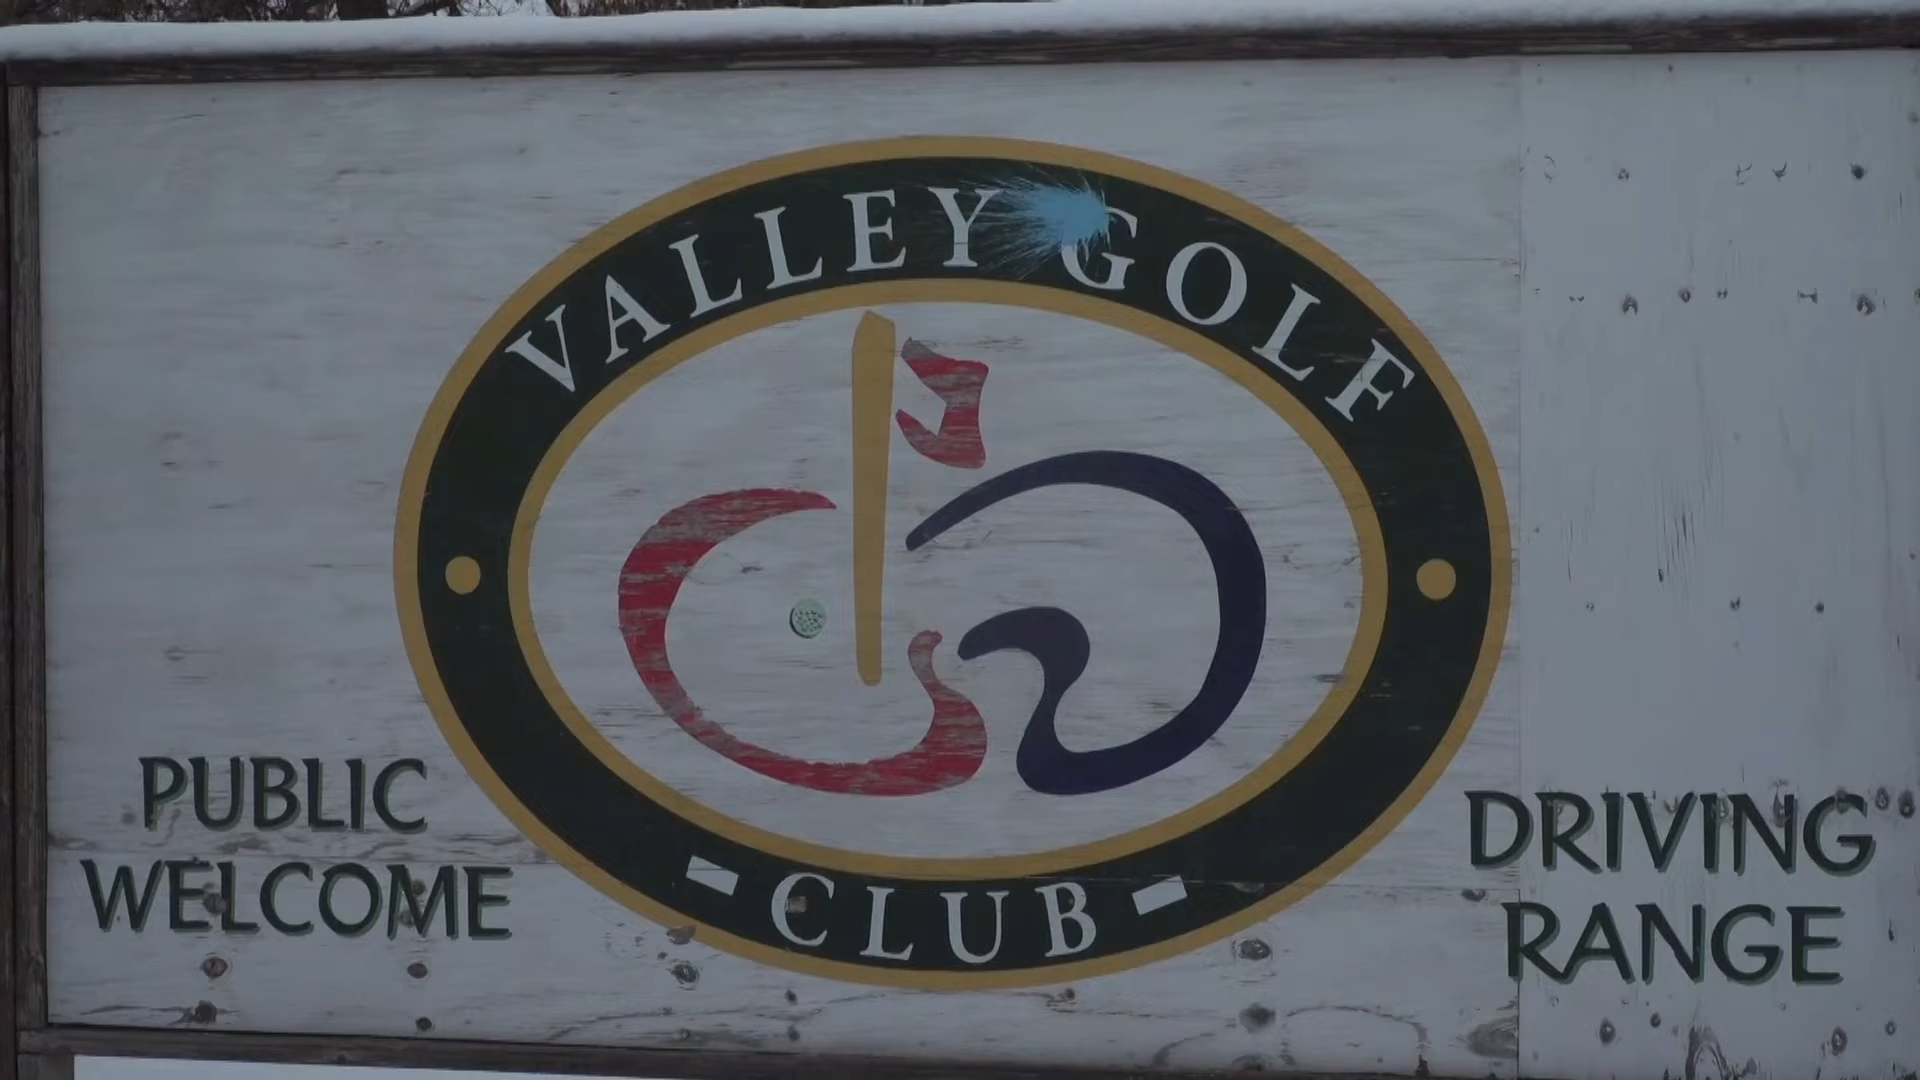 VALLEY GOLF
- CLUB -
PUBLIC
WELCOME
DRIVING
RANGE